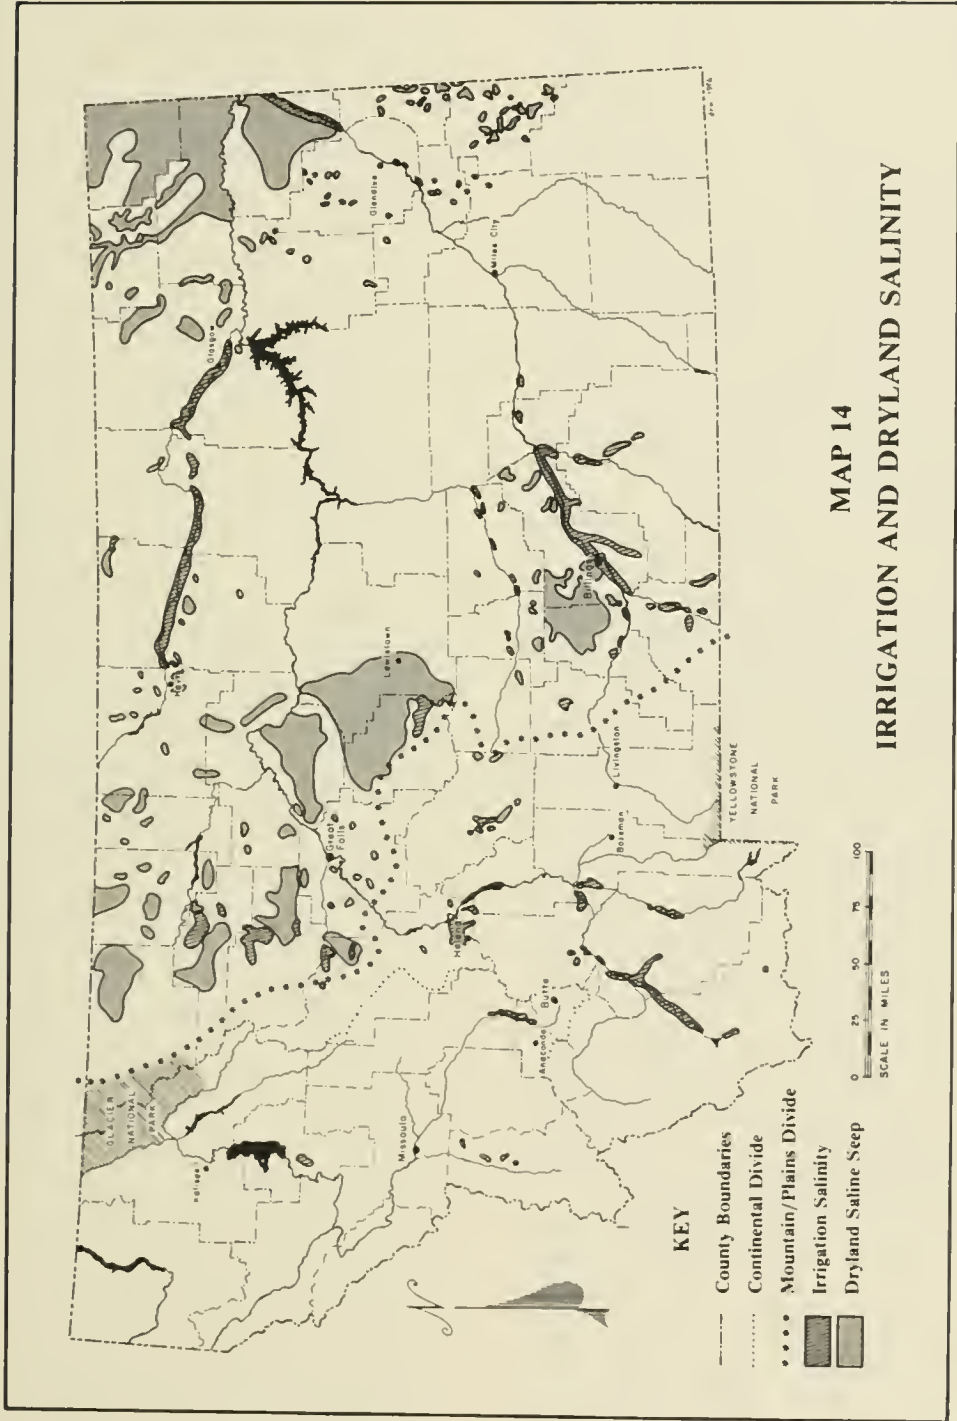 MAP 14
IRRIGATION AND DRYLAND SALINITY
KEY
County Boundaries
Continental Divide
Mountain/Plains Divide
Irrigation Salinity
Dryland Saline Seep
0 25 50 75 100
SCALE IN MILES
GLACIER
NATIONAL
PARK
Kalispell
Missoula
Anaconda
Butte
Helena
Great
Falls
Havre
Lewistown
Bozeman
Livingston
YELLOWSTONE
NATIONAL
PARK
Billings
Glasgow
Glendive
Miles City
N